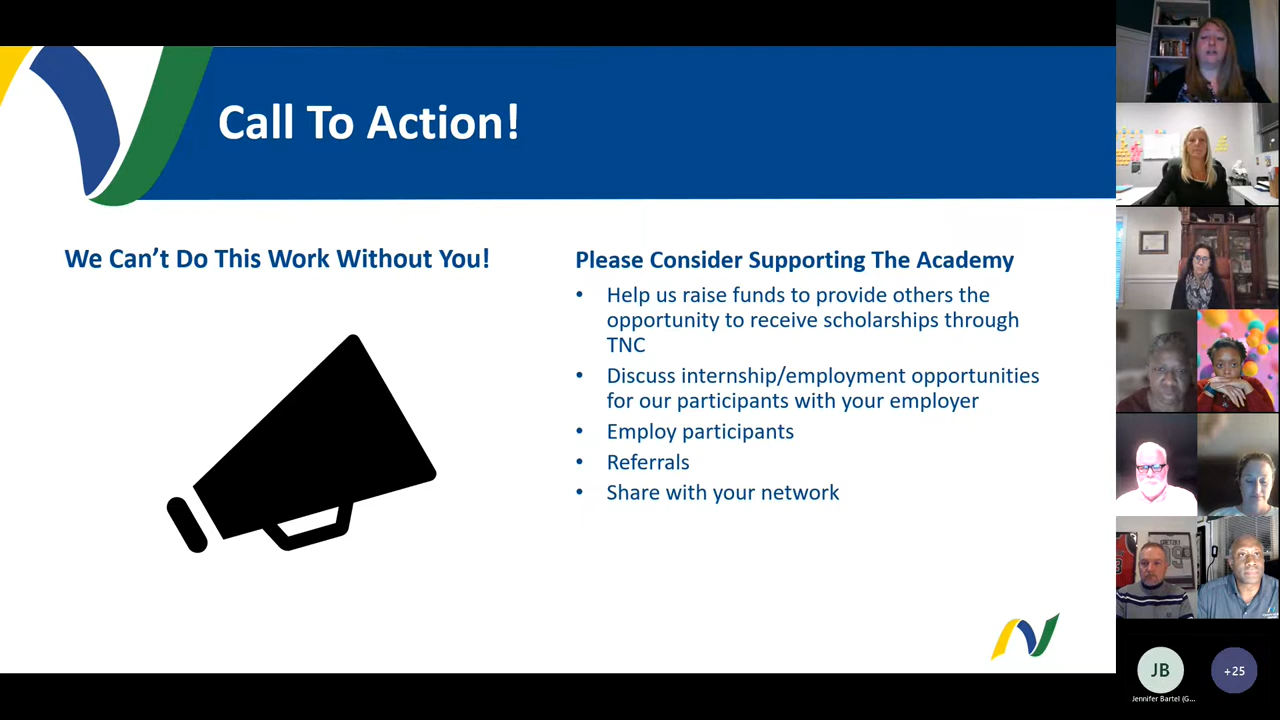 Call To Action!
We Can't Do This Work Without You!
Please Consider Supporting The Academy
• Help us raise funds to provide others the
opportunity to receive scholarships through
TNC
• Discuss internship/employment opportunities
for our participants with your employer
• Employ participants
• Referrals
• Share with your network
JB
+25
Jennifer Bartel (G...